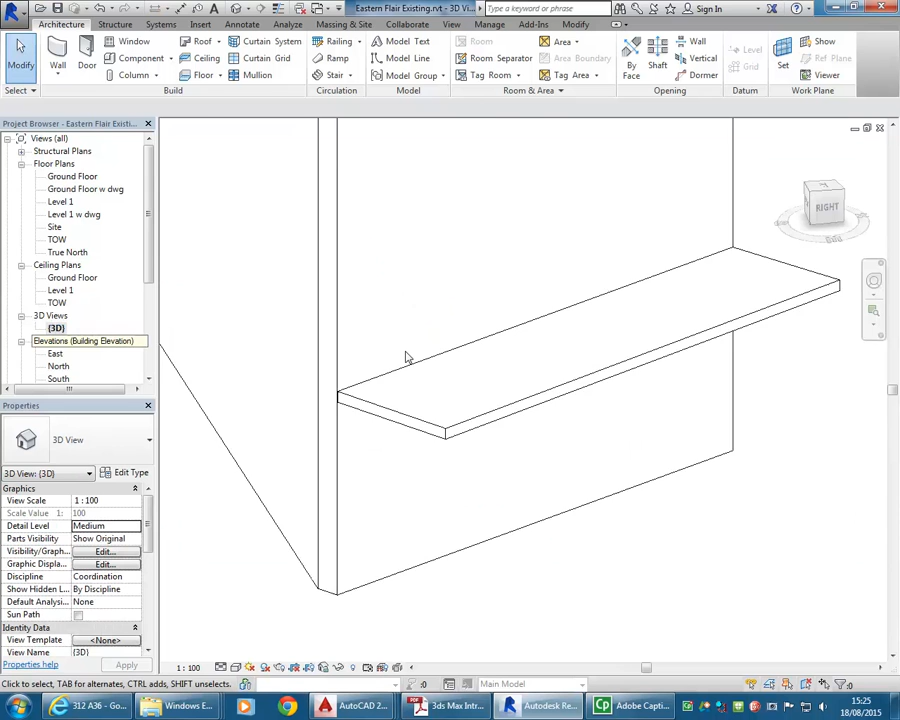 Eastern Flair Existing.rvt - 3D Vi...
Type a keyword or phrase
Sign In
Architecture Structure Systems Insert Annotate Analyze Massing & Site Collaborate View Manage Add-Ins Modify
Modify
Select
Wall
Door
Window
Component
Column
Roof
Ceiling
Floor
Curtain System
Curtain Grid
Mullion
Build
Railing
Ramp
Stair
Circulation
Model Text
Model Line
Model Group
Model
Room
Room Separator
Tag Room
Area
Area Boundary
Tag Area
Room & Area
By
Face
Shaft
Wall
Vertical
Dormer
Opening
Level
Grid
Datum
Set
Show
Ref Plane
Viewer
Work Plane
Project Browser - Eastern Flair Existi...
Views (all)
Structural Plans
Floor Plans
Ground Floor
Ground Floor w dwg
Level 1
Level 1 w dwg
Site
TOW
True North
Ceiling Plans
Ground Floor
Level 1
TOW
3D Views
{3D}
Elevations (Building Elevation)
East
North
South
RIGHT
Properties
3D View
3D View: {3D}
Edit Type
Graphics
View Scale 1 : 100
Scale Value 1: 100
Detail Level Medium
Parts Visibility Show Original
Visibility/Graph... Edit...
Graphic Displa... Edit...
Discipline Coordination
Show Hidden L... By Discipline
Default Analysi... None
Sun Path
Identity Data
View Template <None>
View Name {3D}
Properties help
Apply
1 : 100
Click to select, TAB for alternates, CTRL adds, SHIFT unselects.
:0
Main Model
:0
312 A36 - Goo...
Windows E...
AutoCAD 2...
3ds Max Intr...
Autodesk Re...
Adobe Capti...
15:25
18/08/2015